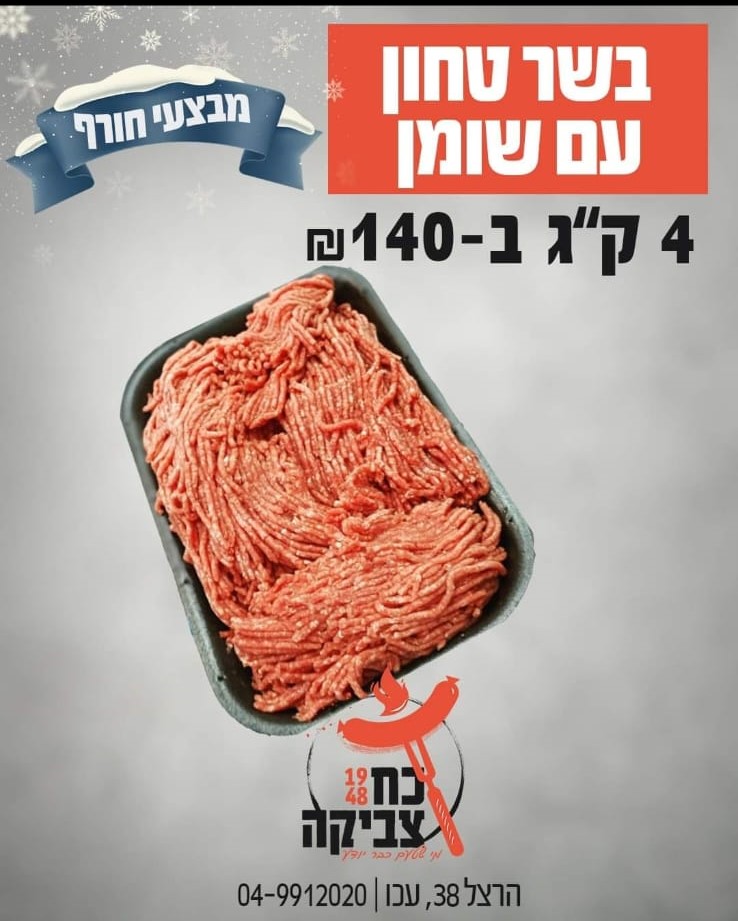 מבצעי חורף
בשר טחון
עם שומן
4 ק"ג ב-140₪
כח
19
48
צביקה
מי שטעם כבר יודע
הרצל 38, עכו | 04-9912020